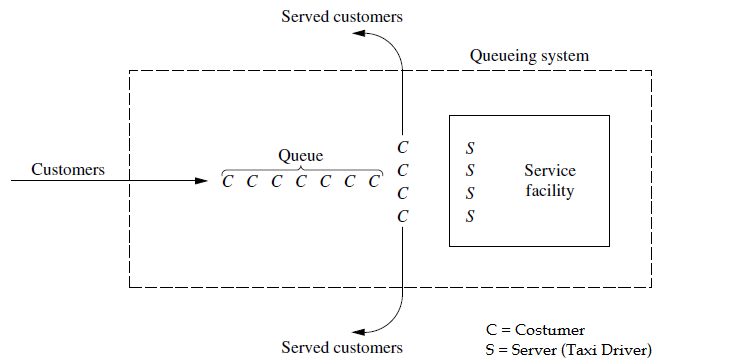 Served customers
Queueing system
Customers
Queue
C C C C C C C
C
C
C
C
S
S
S
S
Service
facility
Served customers
C = Costumer
S = Server (Taxi Driver)